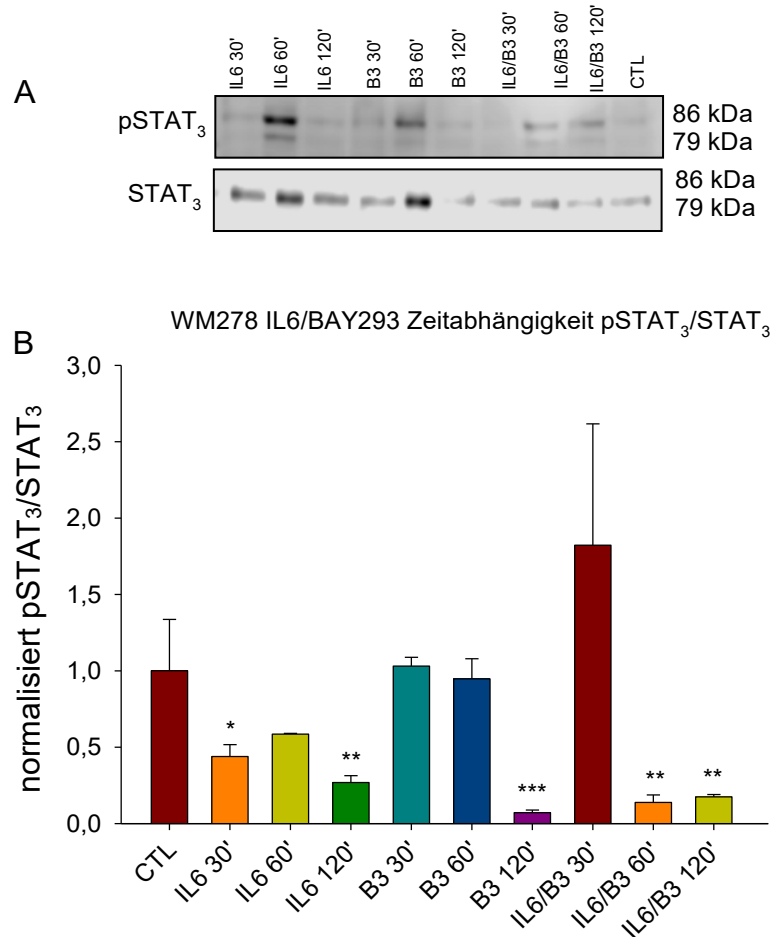 IL6 30' IL6 60' IL6 120' B3 30' B3 60' B3 120' IL6/B3 30' IL6/B3 60' IL6/B3 120' CTL
A
pSTAT₃ 86 kDa
79 kDa
STAT₃ 86 kDa
79 kDa
B
WM278 IL6/BAY293 Zeitabhängigkeit pSTAT₃/STAT₃
normalisiert pSTAT₃/STAT₃
3,0
2,5
2,0
1,5
1,0
0,5
0,0
* ** *** ** **
CTL IL6 30' IL6 60' IL6 120' B3 30' B3 60' B3 120' IL6/B3 30' IL6/B3 60' IL6/B3 120'